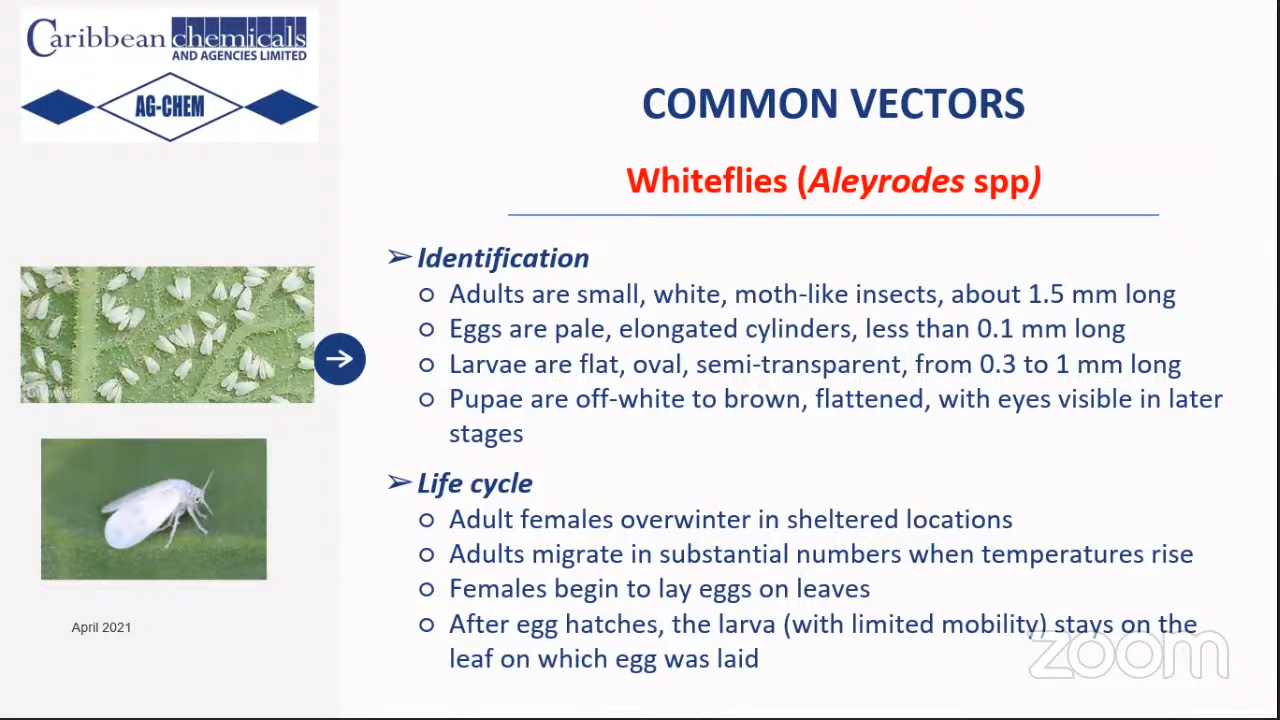 Caribbean chemicals
AND AGENCIES LIMITED
AG-CHEM
COMMON VECTORS
Whiteflies (Aleyrodes spp)
➢ Identification
○ Adults are small, white, moth-like insects, about 1.5 mm long
○ Eggs are pale, elongated cylinders, less than 0.1 mm long
○ Larvae are flat, oval, semi-transparent, from 0.3 to 1 mm long
○ Pupae are off-white to brown, flattened, with eyes visible in later
stages
➢ Life cycle
○ Adult females overwinter in sheltered locations
○ Adults migrate in substantial numbers when temperatures rise
○ Females begin to lay eggs on leaves
○ After egg hatches, the larva (with limited mobility) stays on the
leaf on which egg was laid
April 2021
zoom